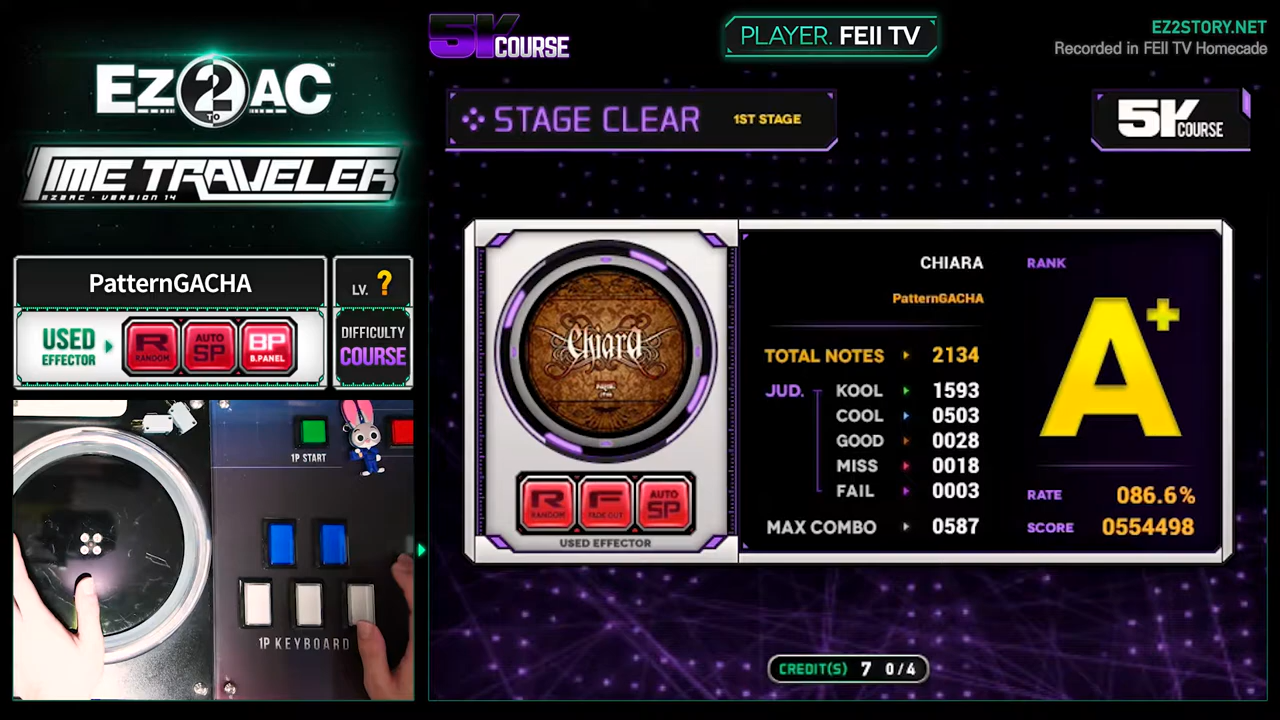 EZ2AC™
TO
TIME TRAVELER
EZ2AC · VERSION 14
PatternGACHA
LV. ?
USED
EFFECTOR
R
RANDOM
AUTO
SP
BP
B.PANEL
DIFFICULTY
COURSE
1P START
1P KEYBOARD
5K COURSE
PLAYER. FEII TV
EZ2STORY.NET
Recorded in FEII TV Homecade
STAGE CLEAR
1ST STAGE
5K COURSE
Chiara
R
RANDOM
F
FADE OUT
AUTO
SP
USED EFFECTOR
CHIARA
PatternGACHA
TOTAL NOTES 2134
JUD.
KOOL 1593
COOL 0503
GOOD 0028
MISS 0018
FAIL 0003
MAX COMBO 0587
RANK
A+
RATE 086.6%
SCORE 0554498
CREDIT(S) 7 0/4